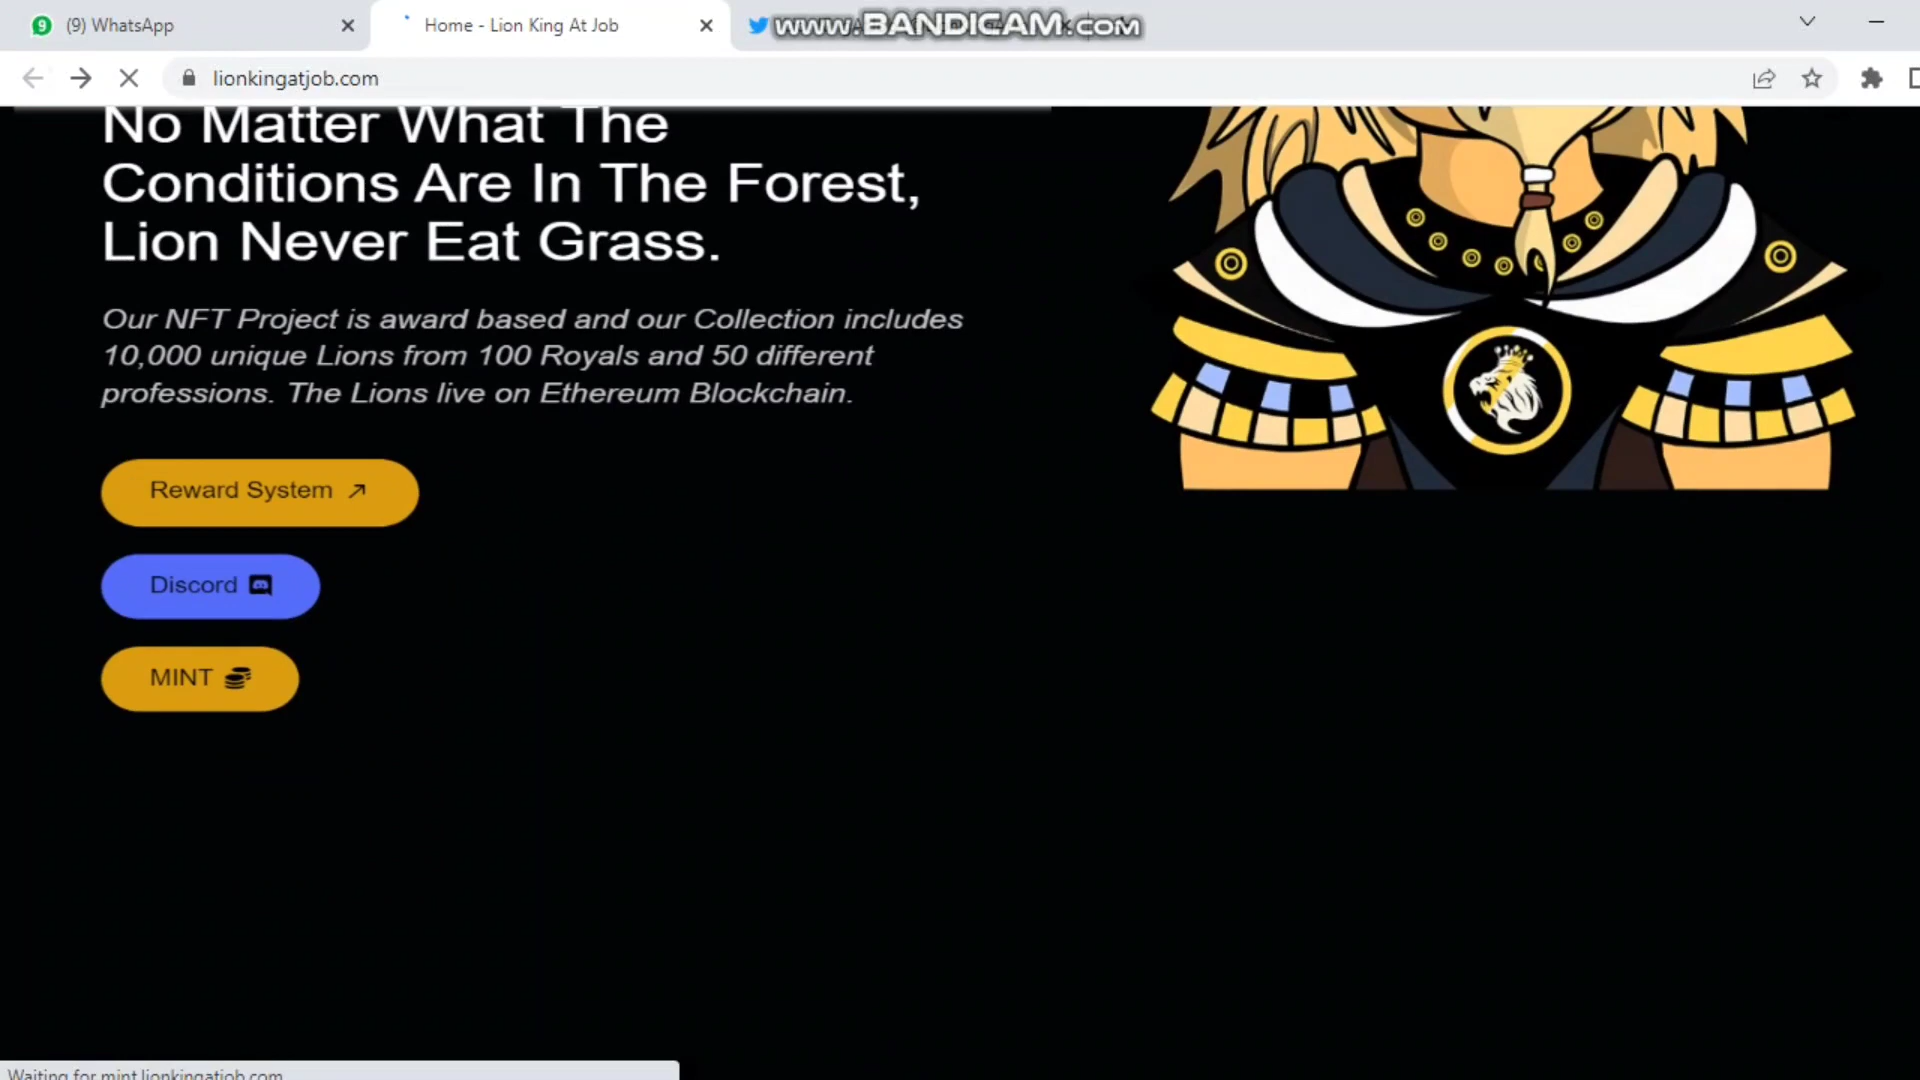 (9) WhatsApp
Home - Lion King At Job
www.BANDICAM.com
lionkingatjob.com
No Matter What The
Conditions Are In The Forest,
Lion Never Eat Grass.
Our NFT Project is award based and our Collection includes
10,000 unique Lions from 100 Royals and 50 different
professions. The Lions live on Ethereum Blockchain.
Reward System
Discord
MINT
Waiting for mint.lionkingatjob.com